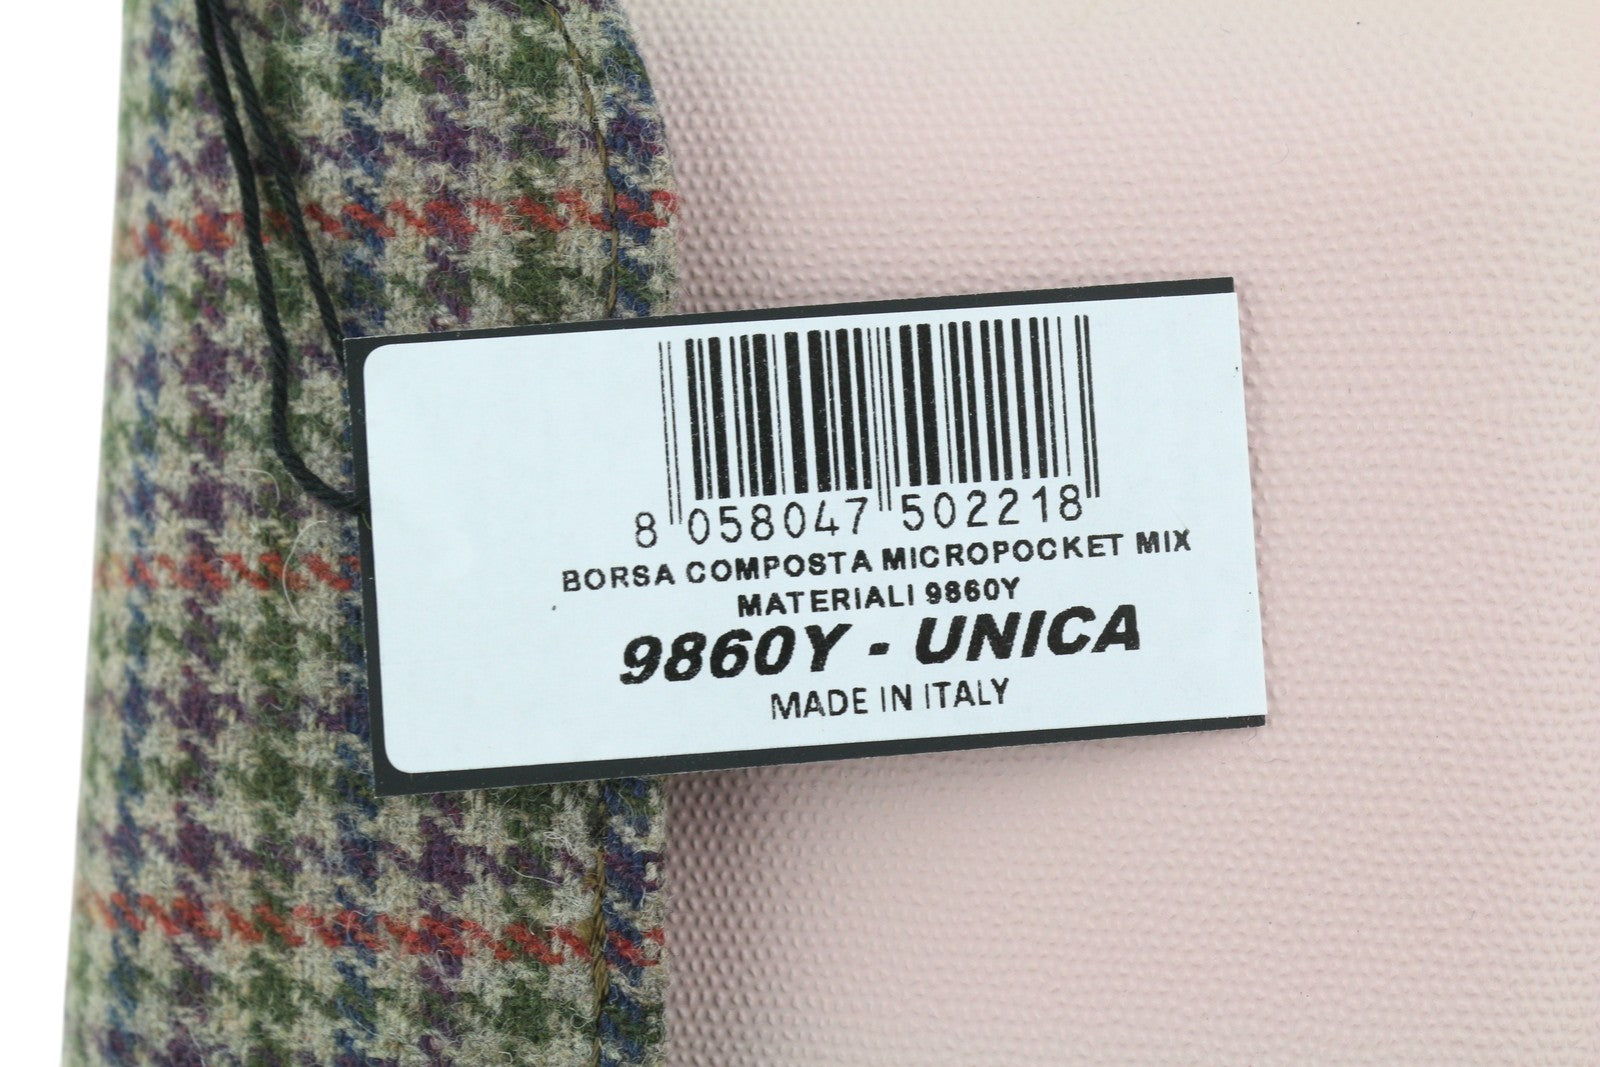 8 058047 502218
BORSA COMPOSTA MICROPOCKET MIX
MATERIALI 9860Y
9860Y - UNICA
MADE IN ITALY